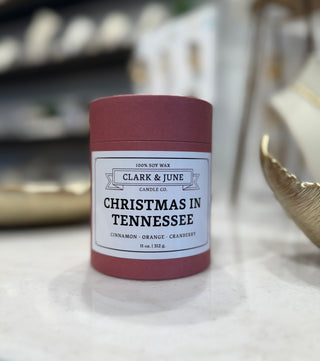 100% SOY WAX
CLARK & JUNE
CANDLE CO.
CHRISTMAS IN
TENNESSEE
CINNAMON · ORANGE · CRANBERRY
11 oz. | 312 g.